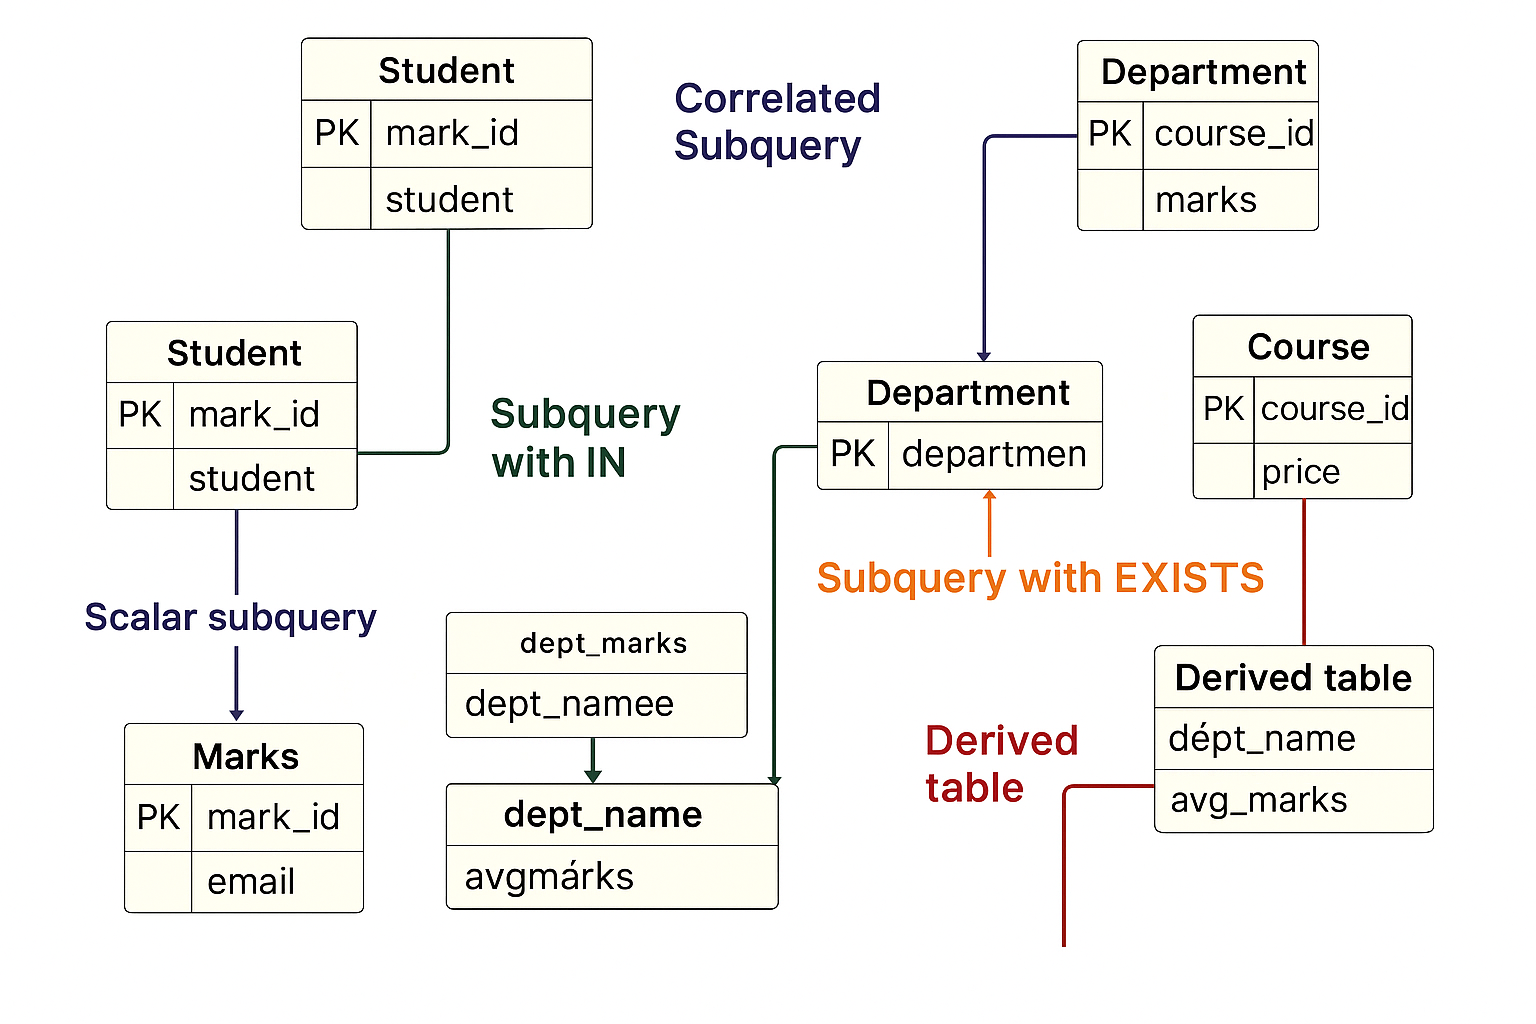 Student
PK mark_id
student
Correlated
Subquery
Department
PK course_id
marks
Student
PK mark_id
student
Subquery
with IN
Department
PK departmen
Course
PK course_id
price
Scalar subquery
Subquery with EXISTS
dept_marks
dept_namee
Derived table
dépt_name
avg_marks
Derived
table
Marks
PK mark_id
email
dept_name
avgmárks